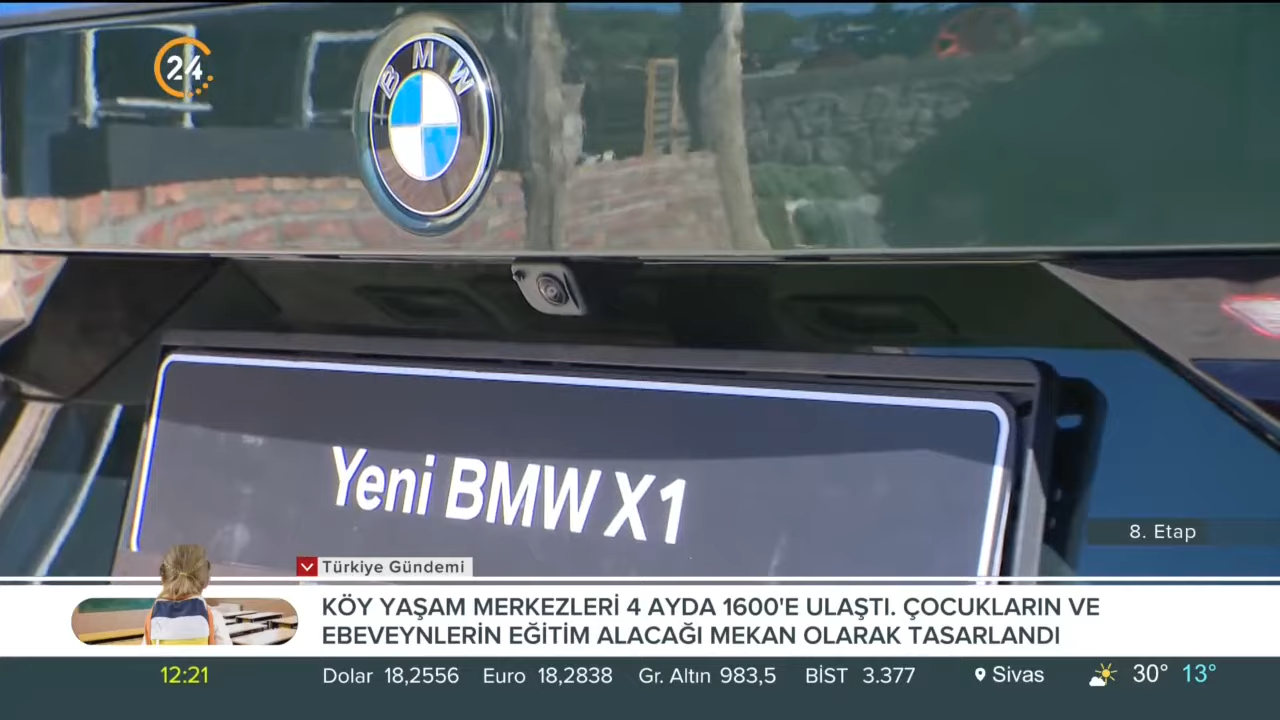 24
BMW
Yeni BMW X1
8. Etap
Türkiye Gündemi
KÖY YAŞAM MERKEZLERİ 4 AYDA 1600'E ULAŞTI. ÇOCUKLARIN VE
EBEVEYNLERİN EĞİTİM ALACAĞI MEKAN OLARAK TASARLANDI
12:21 Dolar 18,2556 Euro 18,2838 Gr. Altın 983,5 BİST 3.377 Sivas 30° 13°